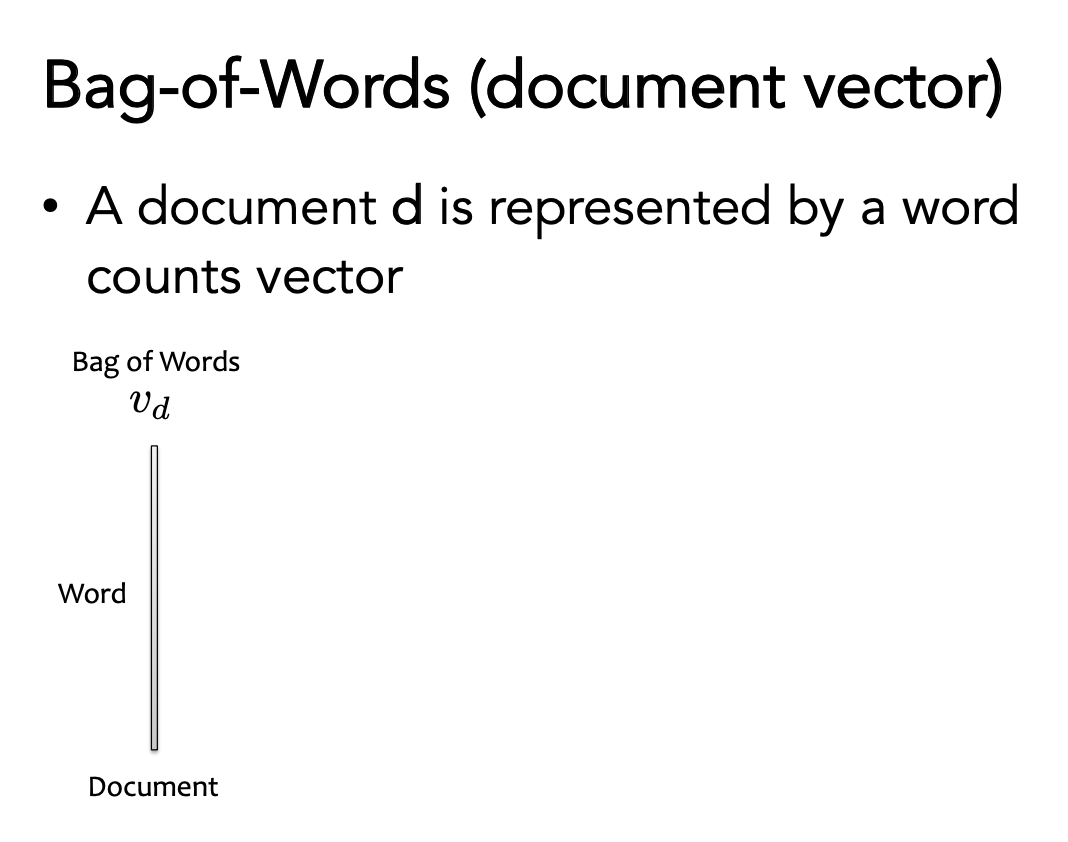 Bag-of-Words (document vector)
• A document d is represented by a word
counts vector
Bag of Words
v_d
Word
Document